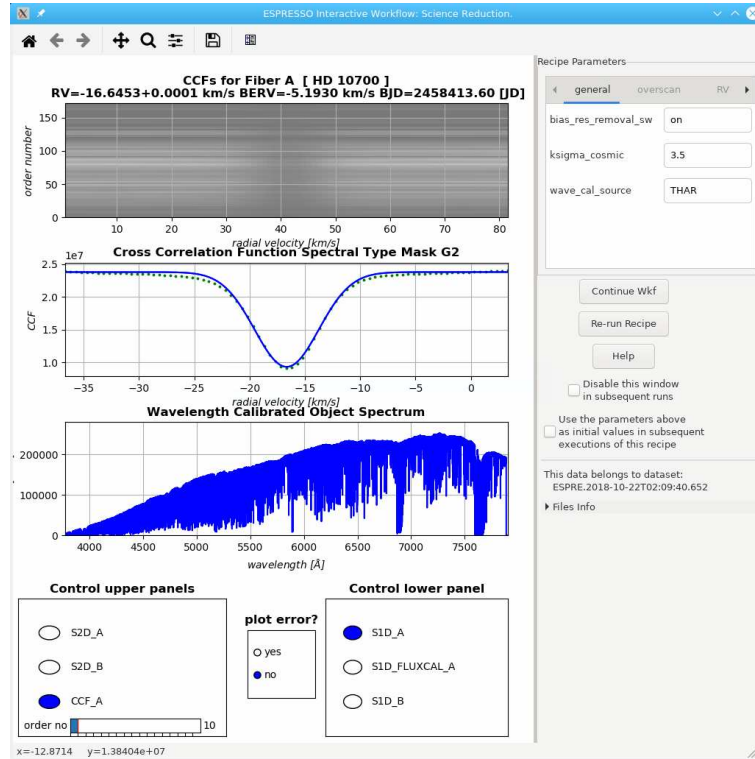 ESPRESSO Interactive Workflow: Science Reduction.
CCFs for Fiber A [ HD 10700 ]
RV=-16.6453+0.0001 km/s BERV=-5.1930 km/s BJD=2458413.60 [JD]
order number
150
100
50
0
10 20 30 40 50 60 70 80
radial velocity [km/s]
Cross Correlation Function Spectral Type Mask G2
1e7
CCF
2.5
2.0
1.5
1.0
−35 −30 −25 −20 −15 −10 −5 0
radial velocity [km/s]
Wavelength Calibrated Object Spectrum
200000
100000
0
4000 4500 5000 5500 6000 6500 7000 7500
wavelength [Å]
Control upper panels
S2D_A
S2D_B
CCF_A
order no 10
plot error?
yes
no
Control lower panel
S1D_A
S1D_FLUXCAL_A
S1D_B
x=-12.8714 y=1.38404e+07
Recipe Parameters
general overscan RV
bias_res_removal_sw on
ksigma_cosmic 3.5
wave_cal_source THAR
Continue Wkf
Re-run Recipe
Help
Disable this window
in subsequent runs
Use the parameters above
as initial values in subsequent
executions of this recipe
This data belongs to dataset:
ESPRE.2018-10-22T02:09:40.652
Files Info